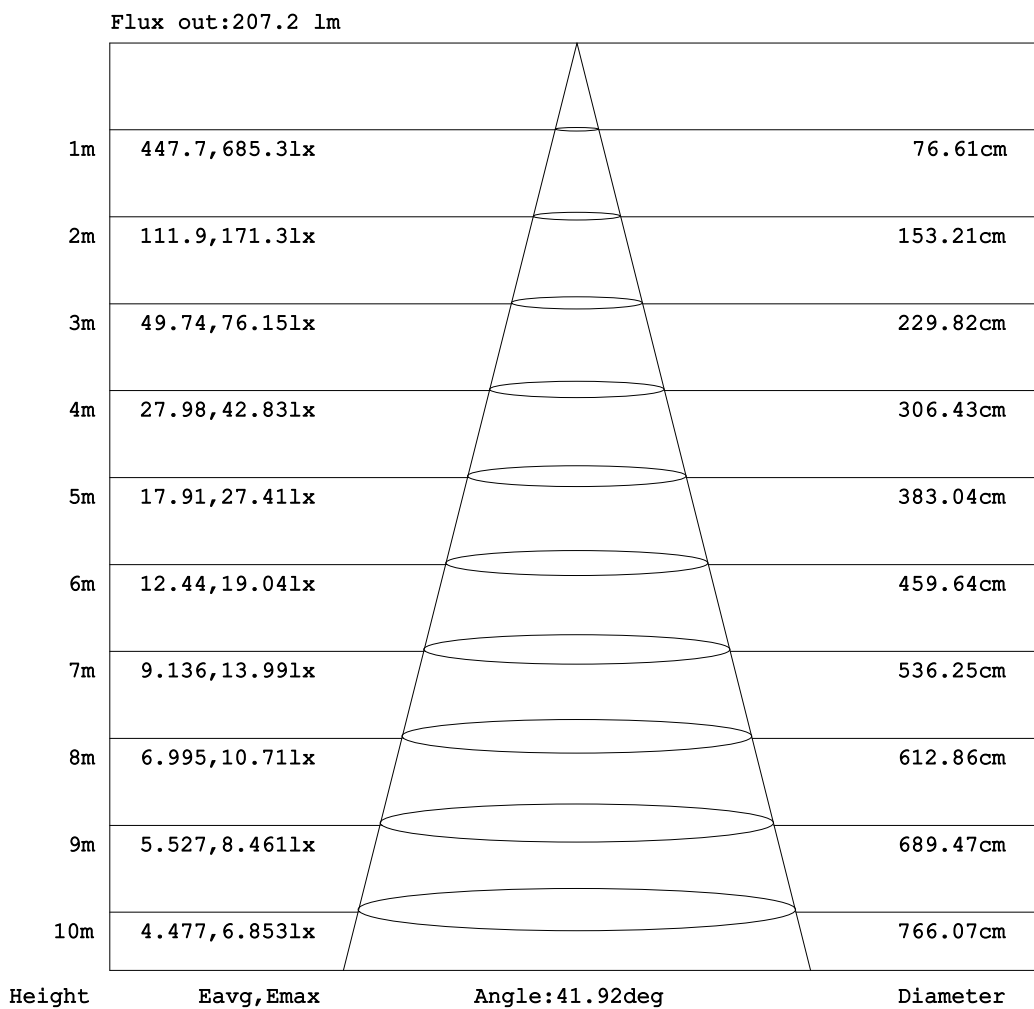 Flux out:207.2 lm
1m 447.7,685.3lx 76.61cm
2m 111.9,171.3lx 153.21cm
3m 49.74,76.15lx 229.82cm
4m 27.98,42.83lx 306.43cm
5m 17.91,27.41lx 383.04cm
6m 12.44,19.04lx 459.64cm
7m 9.136,13.99lx 536.25cm
8m 6.995,10.71lx 612.86cm
9m 5.527,8.461lx 689.47cm
10m 4.477,6.853lx 766.07cm
Height Eavg,Emax Angle:41.92deg Diameter